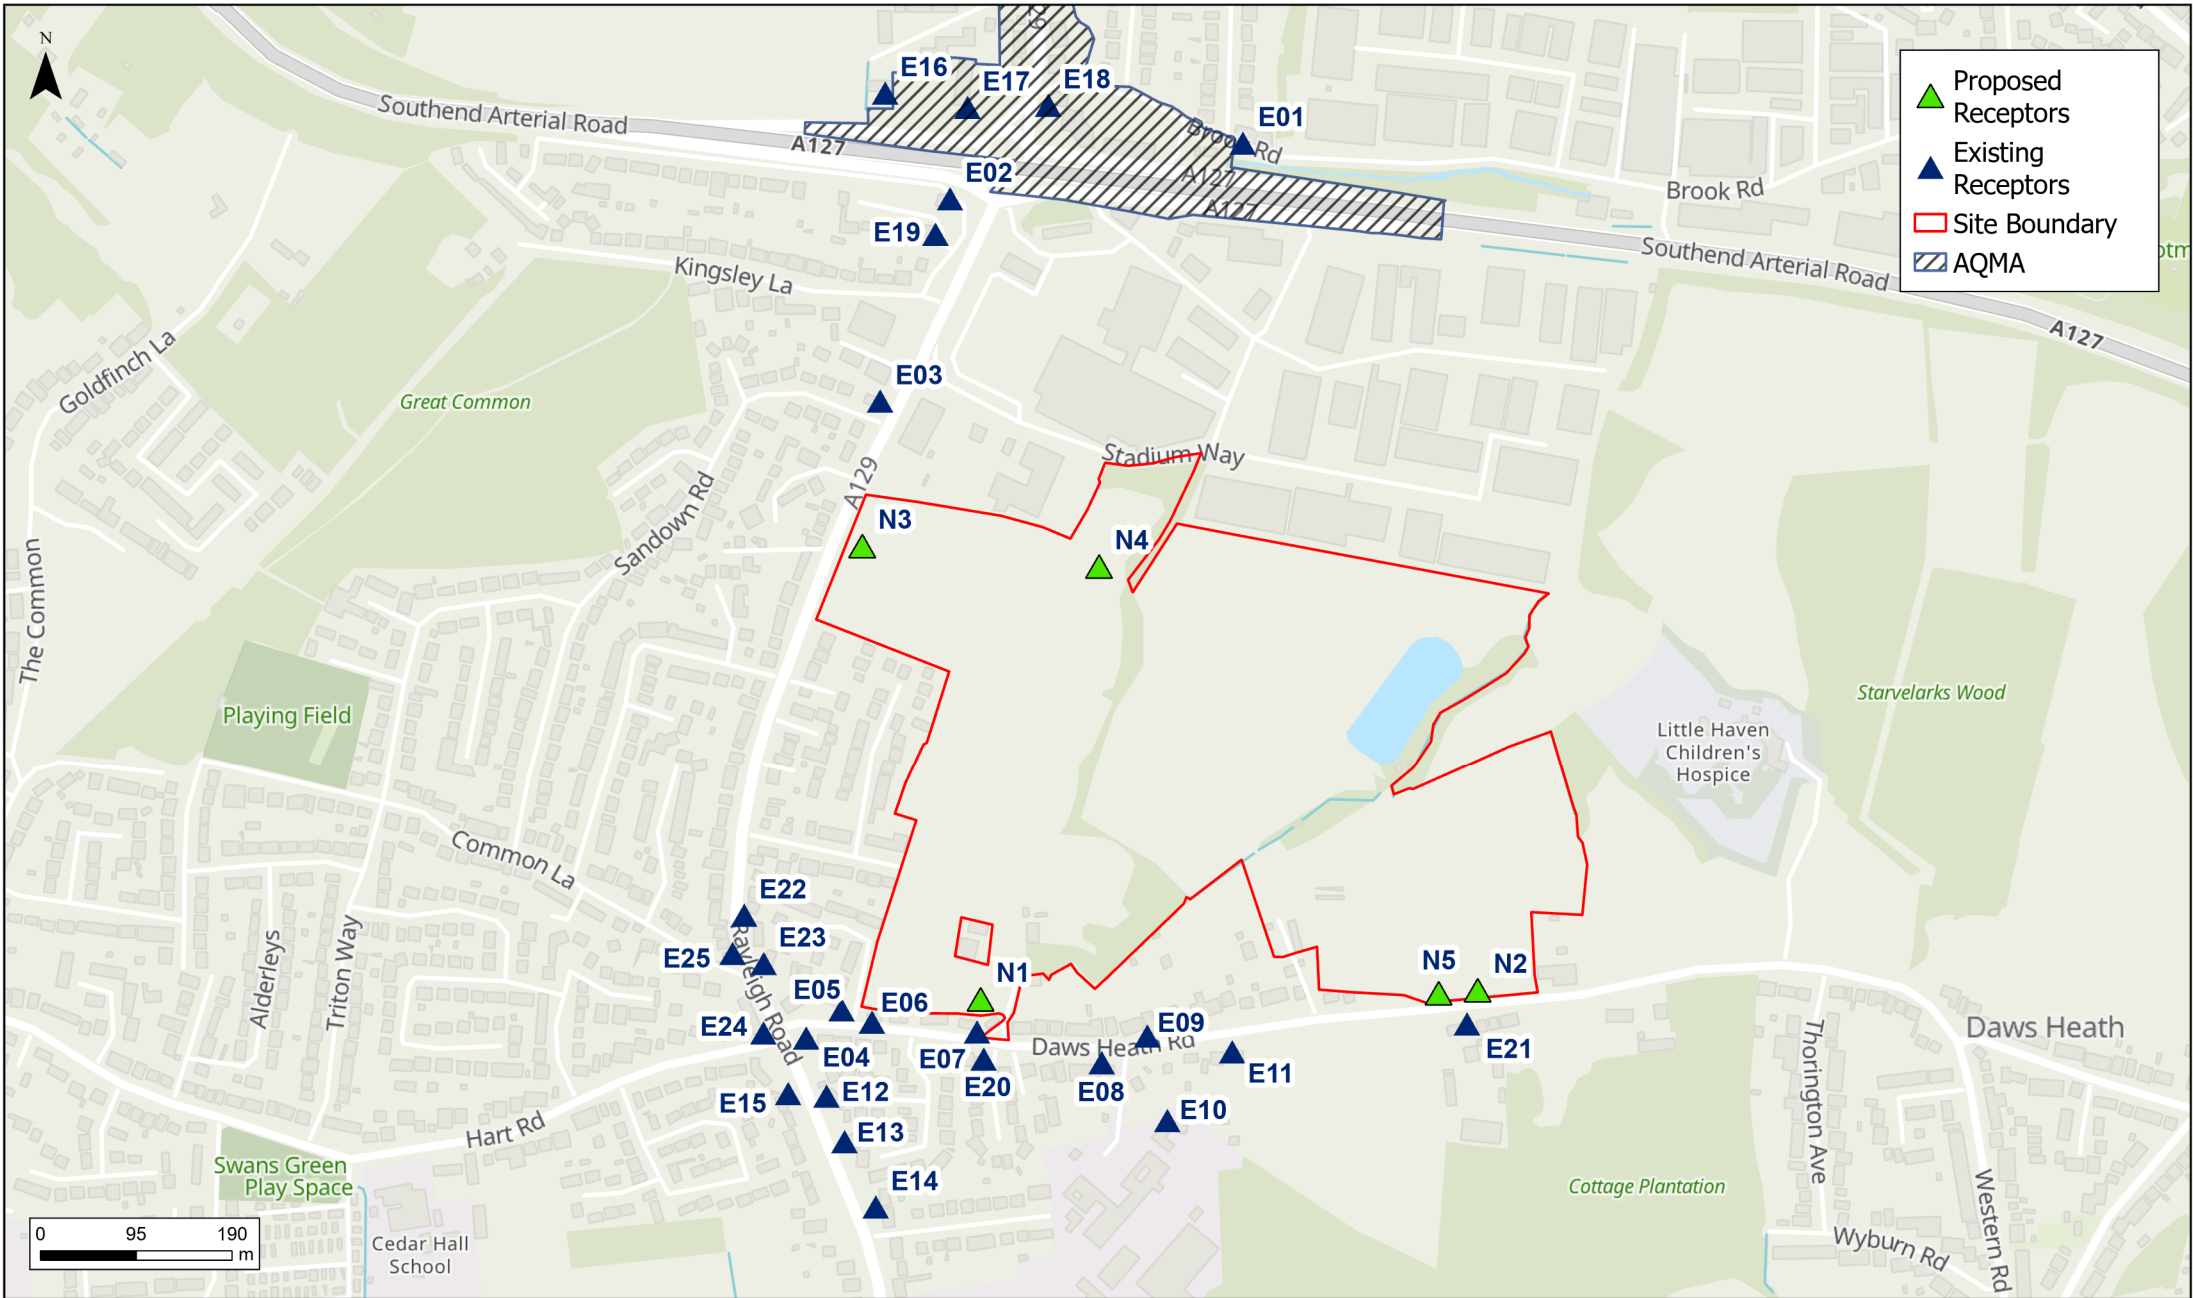 N
E16
E17
E18
E01
Southend Arterial Road
A127
Brook Rd
A127
A127
E02
E19
Brook Rd
Southend Arterial Road
A127
Proposed
Receptors
Existing
Receptors
Site Boundary
AQMA
Kingsley La
Goldfinch La
Great Common
E03
A129
Stadium Way
Sandown Rd
N3
N4
The Common
Playing Field
Starvelarks Wood
Little Haven
Children's
Hospice
Common La
E22
E23
E25
Rayleigh Road
Alderleys
Triton Way
E05
E06
E24
E04
N1
E07
E20
Daws Heath Rd
E09
E08
E11
E10
N5
N2
E21
Daws Heath
Thorington Ave
E15
E12
E13
E14
Hart Rd
Swans Green
Play Space
Cedar Hall
School
Cottage Plantation
Western Rd
Wyburn Rd
0 95 190
m